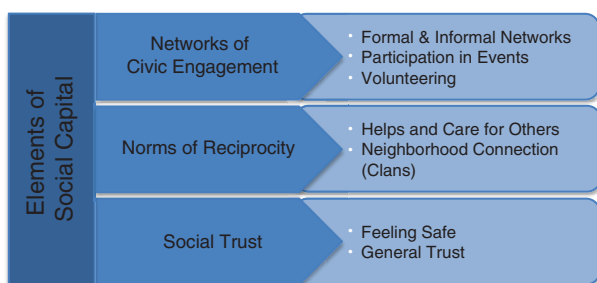 Elements of
Social Capital
Networks of
Civic Engagement
• Formal & Informal Networks
• Participation in Events
• Volunteering
Norms of Reciprocity
• Helps and Care for Others
• Neighborhood Connection
(Clans)
Social Trust
• Feeling Safe
• General Trust